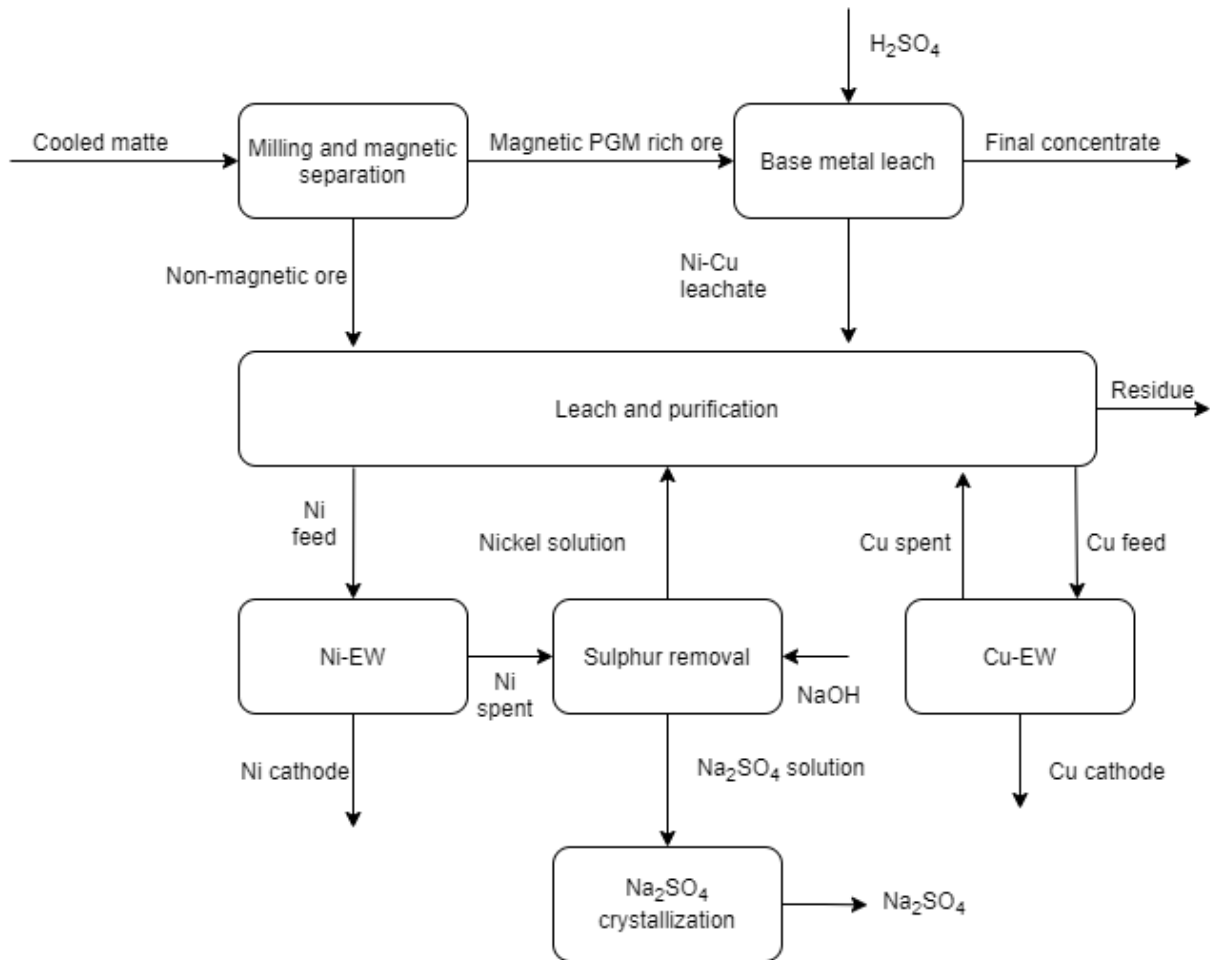 H₂SO₄
Cooled matte
Milling and magnetic
separation
Magnetic PGM rich ore
Base metal leach
Final concentrate
Non-magnetic ore
Ni-Cu
leachate
Leach and purification
Residue
Ni
feed
Nickel solution
Cu spent
Cu feed
Ni-EW
Ni
spent
Sulphur removal
NaOH
Cu-EW
Ni cathode
Na₂SO₄ solution
Cu cathode
Na₂SO₄
crystallization
Na₂SO₄